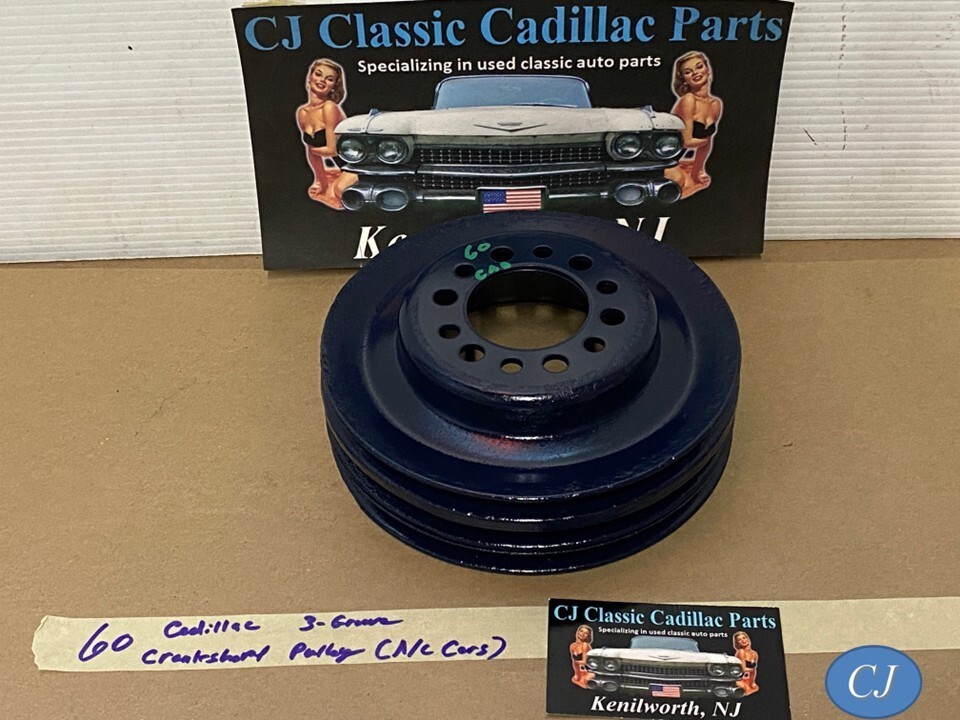 CJ Classic Cadillac Parts
Specializing in used classic auto parts
NJ
60
CAD
60 Cadillac 3-Groove
Crankshaft Pulley (A/C Cars)
CJ Classic Cadillac Parts
Specializing in used classic auto parts
Kenilworth, NJ
CJ